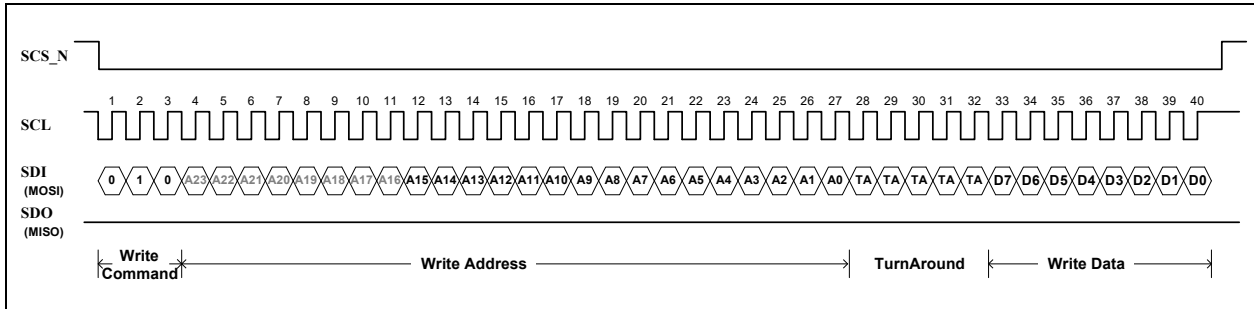 SCS_N
1 2 3 4 5 6 7 8 9 10 11 12 13 14 15 16 17 18 19 20 21 22 23 24 25 26 27 28 29 30 31 32 33 34 35 36 37 38 39 40
SCL
SDI
(MOSI)
0 1 0 A23 A22 A21 A20 A19 A18 A17 A16 A15 A14 A13 A12 A11 A10 A9 A8 A7 A6 A5 A4 A3 A2 A1 A0 TA TA TA TA TA D7 D6 D5 D4 D3 D2 D1 D0
SDO
(MISO)
Write
Command
Write Address
TurnAround
Write Data